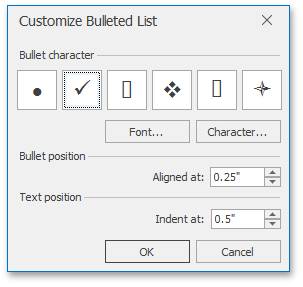 Customize Bulleted List
Bullet character
Font...
Character...
Bullet position
Aligned at: 0.25"
Text position
Indent at: 0.5"
OK
Cancel